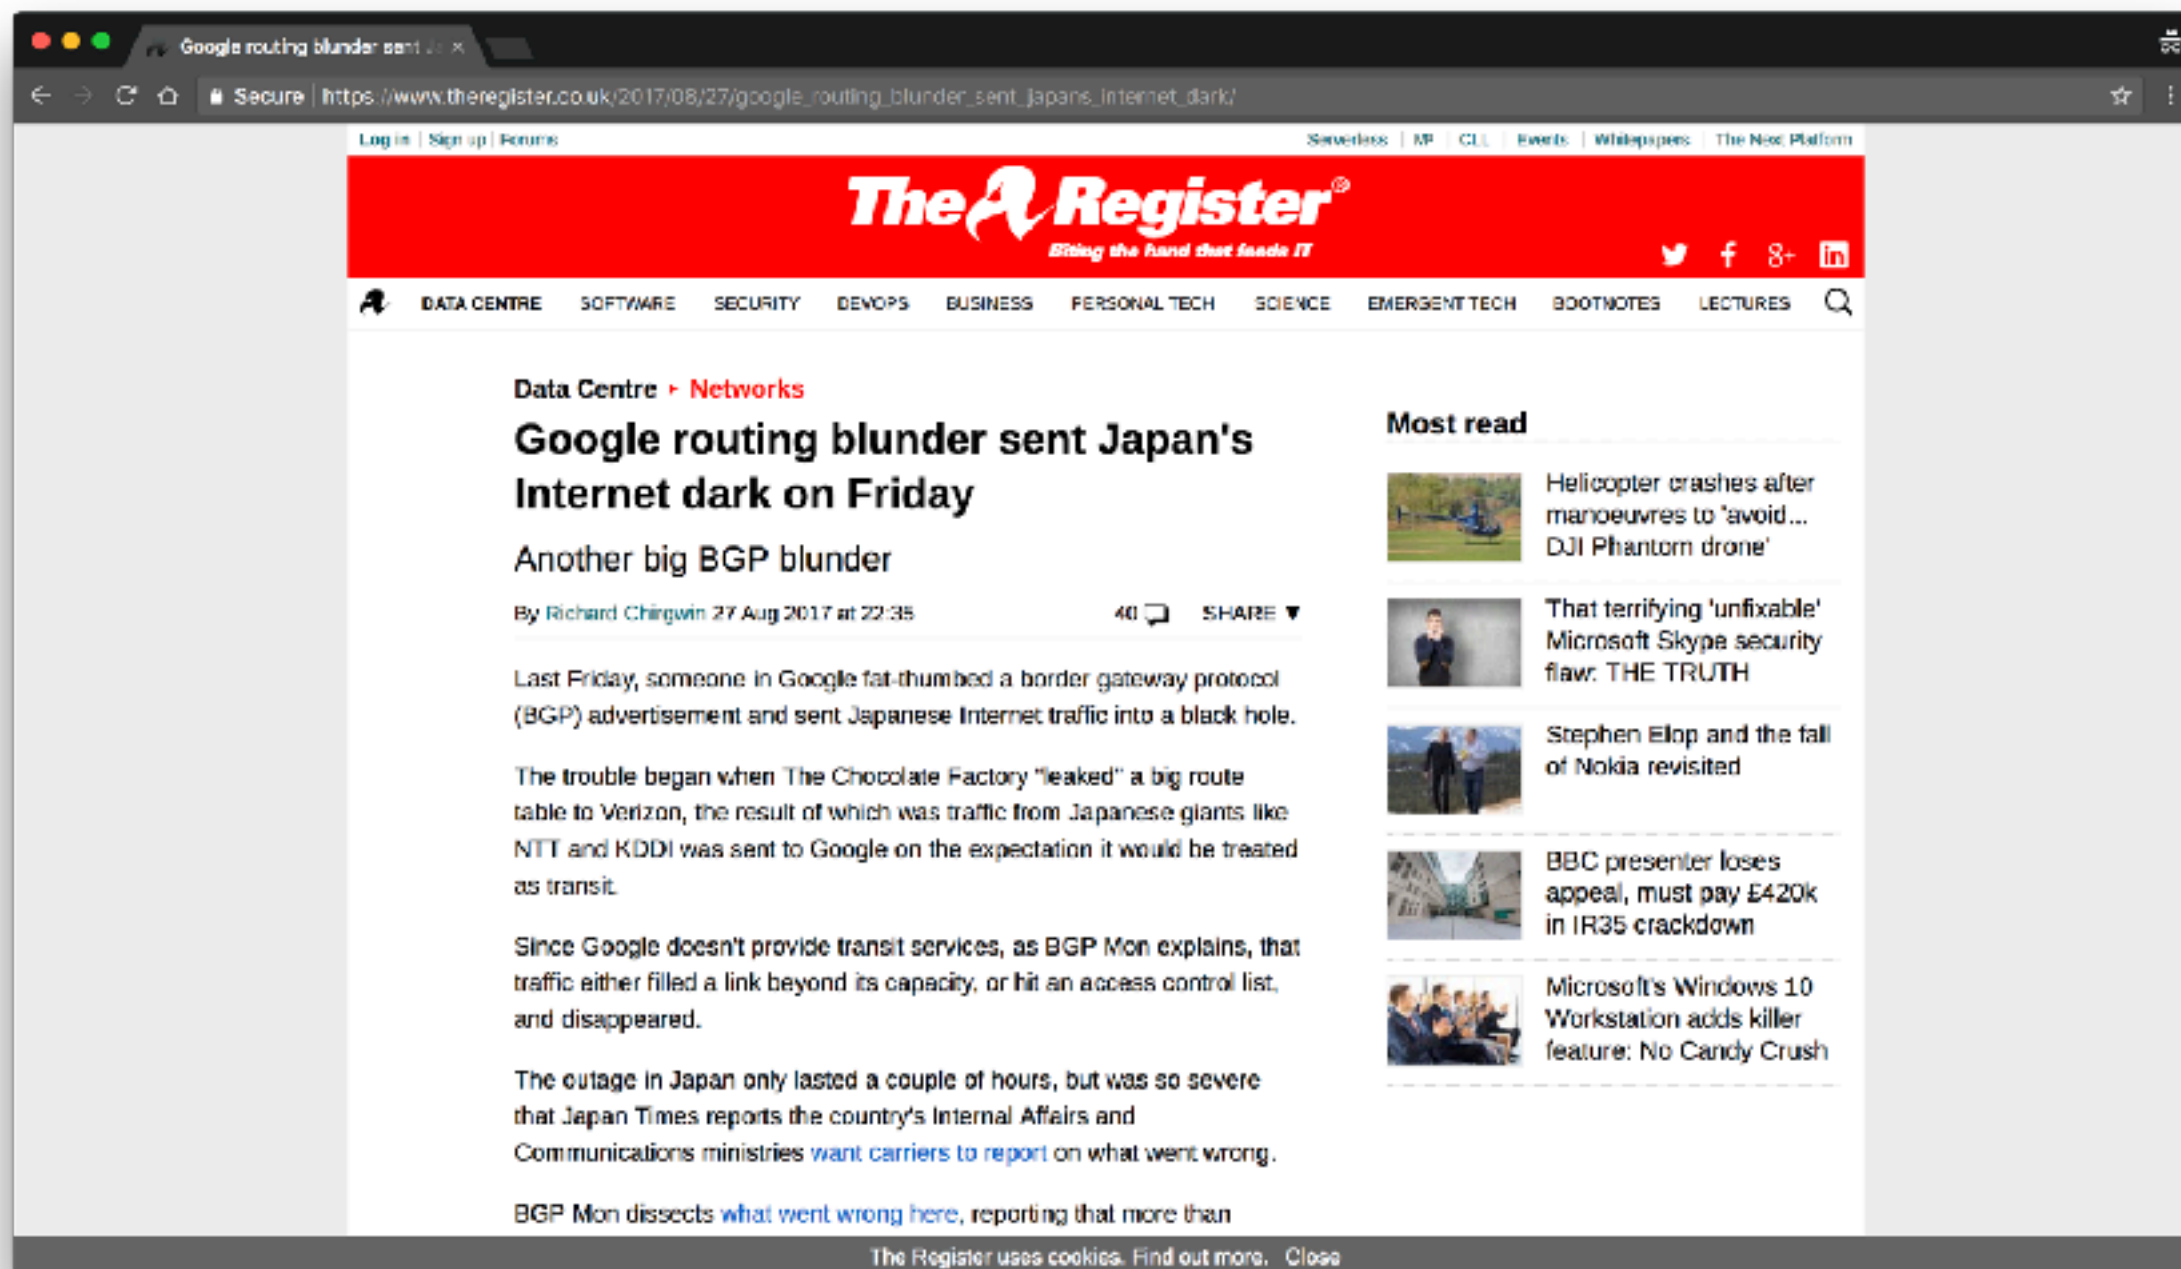 Google routing blunder sent
Secure https://www.theregister.co.uk/2017/08/27/google_routing_blunder_sent_japans_internet_dark/
Log in Sign up Forums
Serverless CLL Events Whitepapers The Next Platform
The Register®
Biting the hand that feeds IT
DATA CENTRE SOFTWARE SECURITY DEVOPS BUSINESS PERSONAL TECH SCIENCE EMERGENT TECH BOOTNOTES LECTURES
Data Centre ▸ Networks
Google routing blunder sent Japan's
Internet dark on Friday
Another big BGP blunder
By Richard Chirgwin 27 Aug 2017 at 22:35
40 SHARE ▼
Last Friday, someone in Google fat-thumbed a border gateway protocol
(BGP) advertisement and sent Japanese Internet traffic into a black hole.
The trouble began when The Chocolate Factory "leaked" a big route
table to Verizon, the result of which was traffic from Japanese giants like
NTT and KDDI was sent to Google on the expectation it would be treated
as transit.
Since Google doesn't provide transit services, as BGP Mon explains, that
traffic either filled a link beyond its capacity, or hit an access control list,
and disappeared.
The outage in Japan only lasted a couple of hours, but was so severe
that Japan Times reports the country's Internal Affairs and
Communications ministries want carriers to report on what went wrong.
BGP Mon dissects what went wrong here, reporting that more than
Most read
Helicopter crashes after
manoeuvres to 'avoid...
DJI Phantom drone'
That terrifying 'unfixable'
Microsoft Skype security
flaw: THE TRUTH
Stephen Elop and the fall
of Nokia revisited
BBC presenter loses
appeal, must pay £420k
in IR35 crackdown
Microsoft's Windows 10
Workstation adds killer
feature: No Candy Crush
The Register uses cookies. Find out more. Close